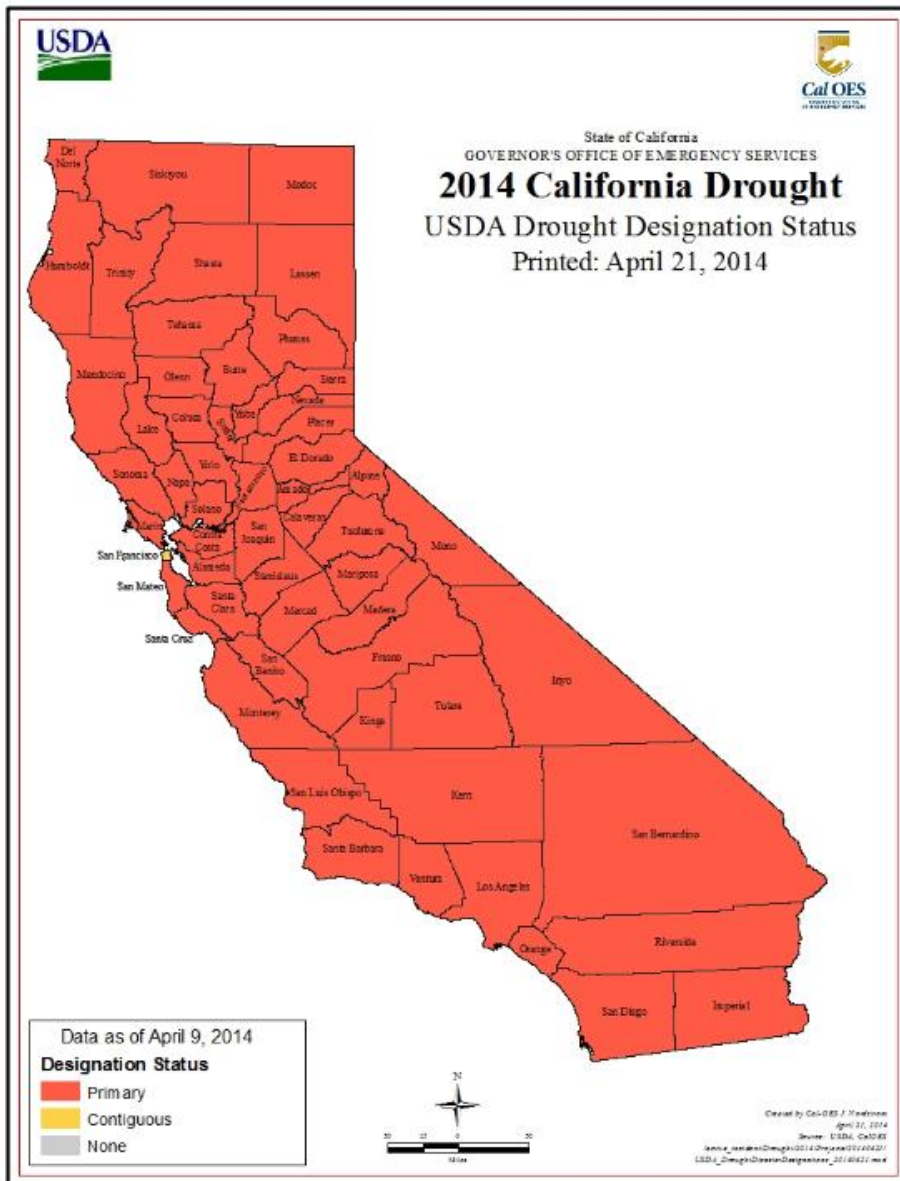 USDA
Cal OES
State of California
GOVERNOR'S OFFICE OF EMERGENCY SERVICES
2014 California Drought
USDA Drought Designation Status
Printed: April 21, 2014
Del
Norte
Siskiyou
Modoc
Humboldt
Trinity
Shasta
Lassen
Tehama
Plumas
Mendocino
Glenn
Butte
Sierra
Nevada
Yuba
Placer
Colusa
Lake
Sutter
El Dorado
Yolo
Sonoma
Napa
Alpine
Sacramento
Amador
Solano
Marin
Calaveras
Tuolumne
San
Joaquin
Contra
Costa
Mono
San Francisco
Alameda
Stanislaus
Mariposa
San Mateo
Santa
Clara
Merced
Madera
Santa Cruz
Fresno
San
Benito
Inyo
Monterey
Kings
Tulare
San Luis Obispo
Kern
San Bernardino
Santa Barbara
Ventura
Los Angeles
Orange
Riverside
San Diego
Imperial
Data as of April 9, 2014
Designation Status
Primary
Contiguous
None
N
Miles
Created by Cal-OES J.
April 21, 2014
Source: USDA, CalOES